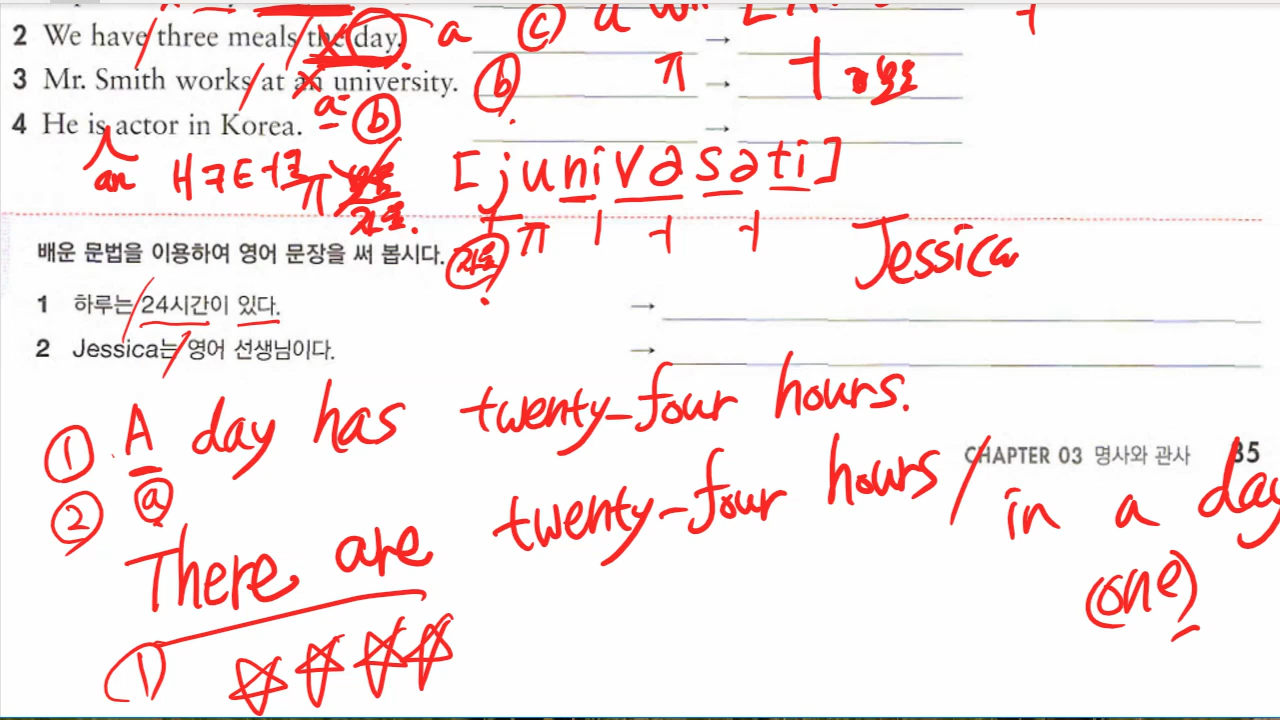 2 We have three meals the day. a ⓒ a
3 Mr. Smith works at an university. ⓑ ㅠ → ㅓ
a ⓑ
4 He is actor in Korea. →
an ㅠ [junivəsəti]
자음 ㅠ ㅣ ㅓ ㅓ Jessica
배운 문법을 이용하여 영어 문장을 써 봅시다.
1 하루는 24시간이 있다. →
2 Jessica는 영어 선생님이다. →
① A day has twenty-four hours.
ⓐ
CHAPTER 03 명사와 관사 35
② There are twenty-four hours / in a day
(one)
①